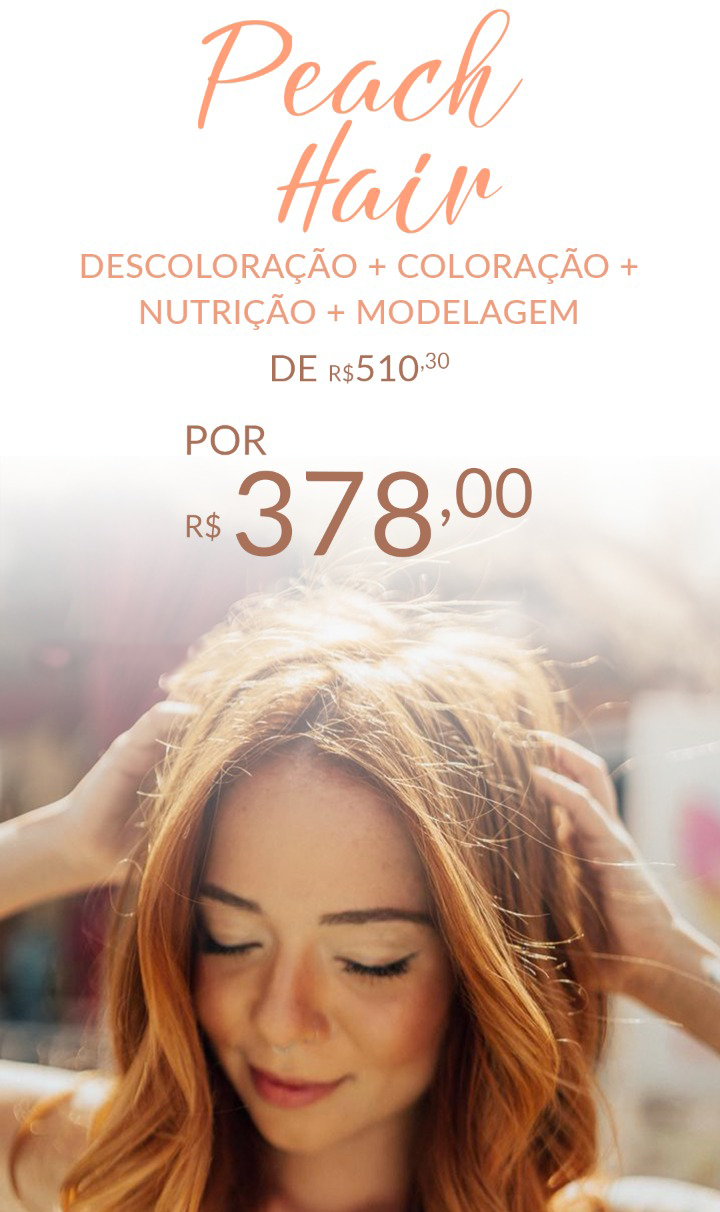 Peach
Hair
DESCOLORAÇÃO + COLORAÇÃO +
NUTRIÇÃO + MODELAGEM
DE R$510,30
POR
R$ 378,00